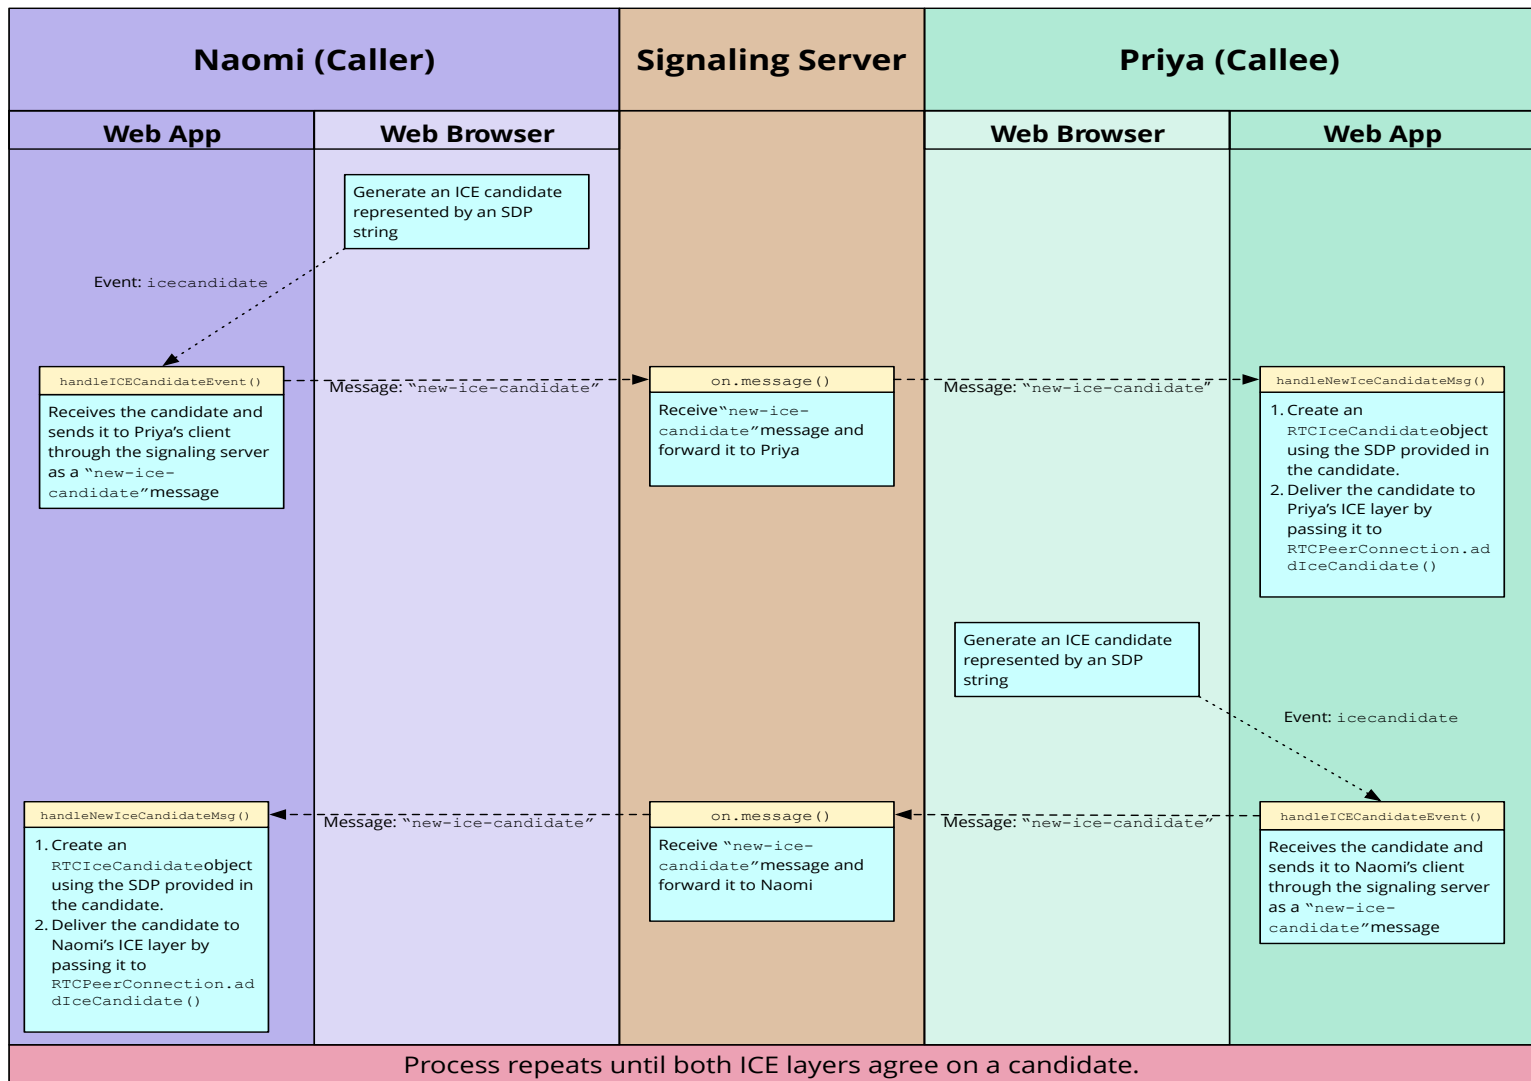 Naomi (Caller)
Signaling Server
Priya (Callee)
Web App
Web Browser
Web Browser
Web App
Generate an ICE candidate
represented by an SDP
string
Event: icecandidate
handleICECandidateEvent()
Receives the candidate and
sends it to Priya’s client
through the signaling server
as a “new-ice-
candidate” message
Message: “new-ice-candidate”
on.message()
Receive “new-ice-
candidate” message and
forward it to Priya
Message: “new-ice-candidate”
handleNewIceCandidateMsg()
1. Create an
RTCIceCandidate object
using the SDP provided in
the candidate.
2. Deliver the candidate to
Priya’s ICE layer by
passing it to
RTCPeerConnection.ad
dIceCandidate()
Generate an ICE candidate
represented by an SDP
string
Event: icecandidate
handleICECandidateEvent()
Receives the candidate and
sends it to Naomi’s client
through the signaling server
as a “new-ice-
candidate” message
Message: “new-ice-candidate”
on.message()
Receive “new-ice-
candidate” message and
forward it to Naomi
Message: “new-ice-candidate”
handleNewIceCandidateMsg()
1. Create an
RTCIceCandidate object
using the SDP provided in
the candidate.
2. Deliver the candidate to
Naomi’s ICE layer by
passing it to
RTCPeerConnection.ad
dIceCandidate()
Process repeats until both ICE layers agree on a candidate.